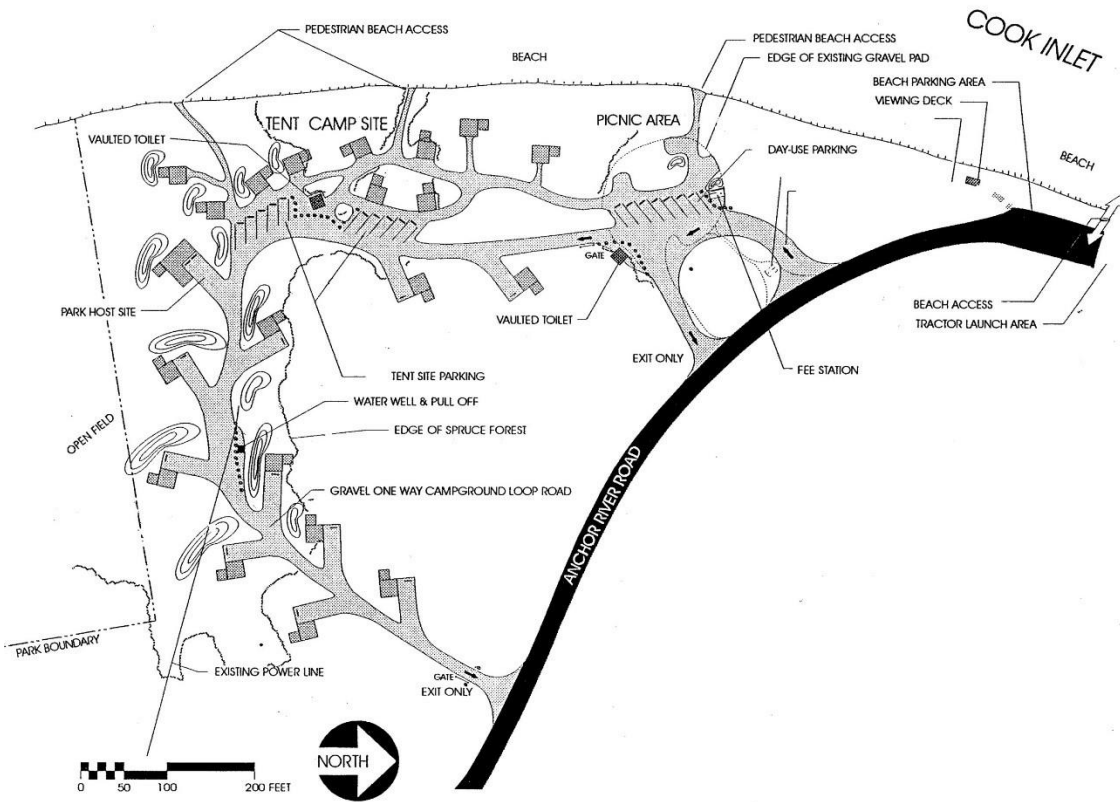 COOK INLET
PEDESTRIAN BEACH ACCESS
BEACH
PEDESTRIAN BEACH ACCESS
EDGE OF EXISTING GRAVEL PAD
BEACH PARKING AREA
VIEWING DECK
TENT CAMP SITE
PICNIC AREA
VAULTED TOILET
DAY-USE PARKING
BEACH
GATE
PARK HOST SITE
VAULTED TOILET
BEACH ACCESS
TRACTOR LAUNCH AREA
EXIT ONLY
FEE STATION
TENT SITE PARKING
WATER WELL & PULL OFF
OPEN FIELD
EDGE OF SPRUCE FOREST
GRAVEL ONE WAY CAMPGROUND LOOP ROAD
ANCHOR RIVER ROAD
PARK BOUNDARY
EXISTING POWER LINE
GATE
EXIT ONLY
NORTH
0 50 100 200 FEET